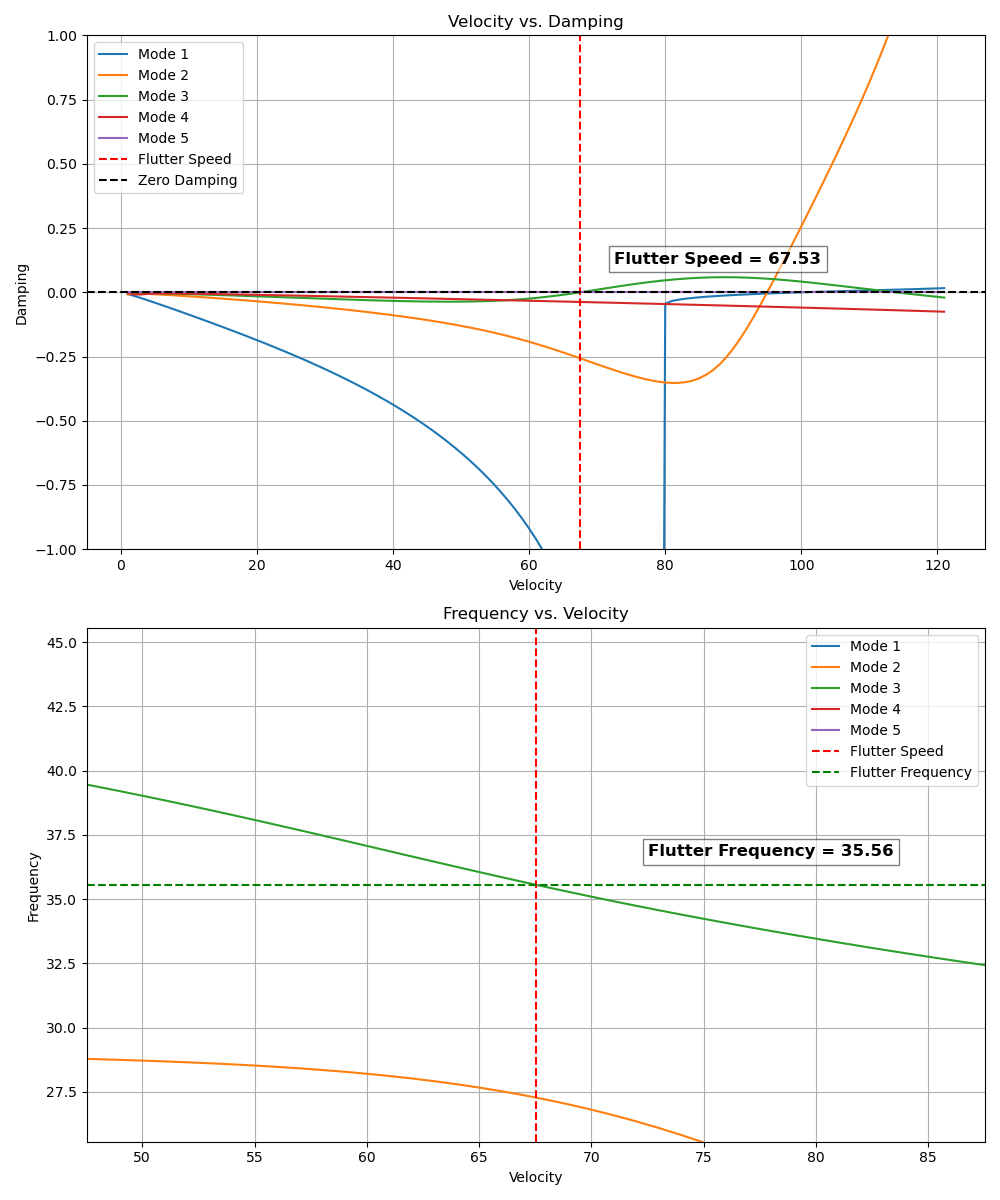 Velocity vs. Damping
Damping
1.00
0.75
0.50
0.25
0.00
−0.25
−0.50
−0.75
−1.00
Mode 1
Mode 2
Mode 3
Mode 4
Mode 5
Flutter Speed
Zero Damping
Flutter Speed = 67.53
0 20 40 60 80 100 120
Velocity
Frequency vs. Velocity
Frequency
45.0
42.5
40.0
37.5
35.0
32.5
30.0
27.5
Mode 1
Mode 2
Mode 3
Mode 4
Mode 5
Flutter Speed
Flutter Frequency
Flutter Frequency = 35.56
50 55 60 65 70 75 80 85
Velocity